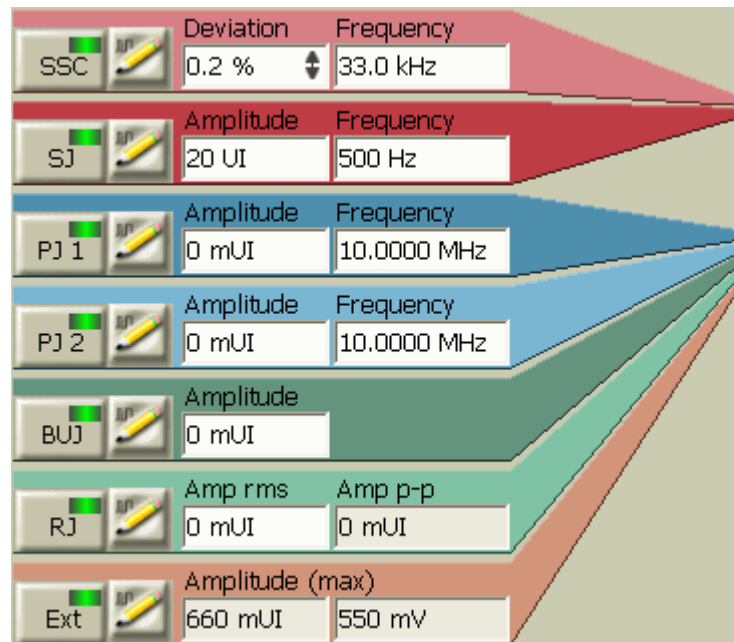 Deviation Frequency
SSC 0.2 % 33.0 kHz
Amplitude Frequency
SJ 20 UI 500 Hz
Amplitude Frequency
PJ 1 0 mUI 10.0000 MHz
Amplitude Frequency
PJ 2 0 mUI 10.0000 MHz
Amplitude
BUJ 0 mUI
Amp rms Amp p-p
RJ 0 mUI 0 mUI
Amplitude (max)
Ext 660 mUI 550 mV